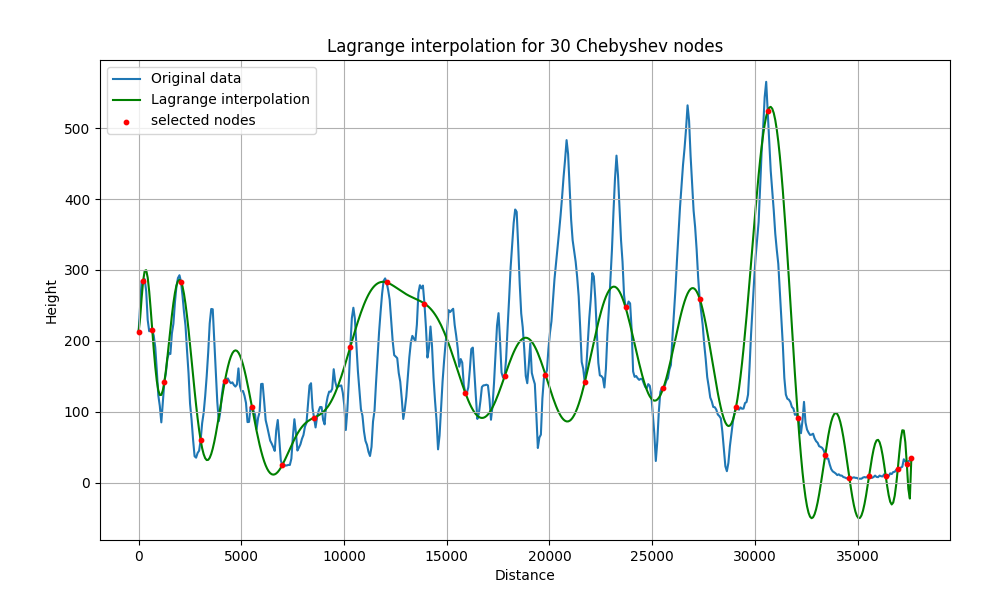 Lagrange interpolation for 30 Chebyshev nodes
Original data
Lagrange interpolation
selected nodes
Height
500
400
300
200
100
0
0 5000 10000 15000 20000 25000 30000 35000
Distance